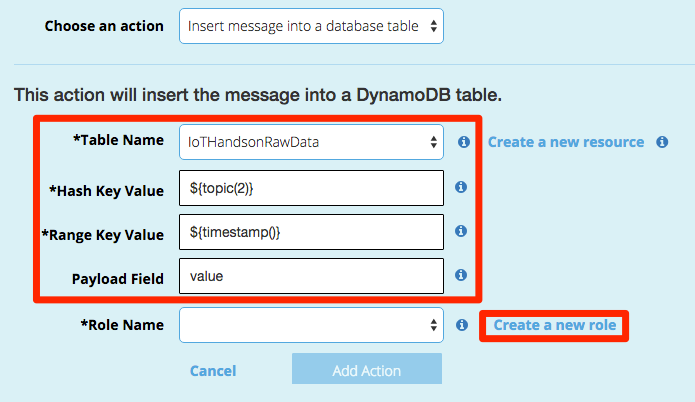 Choose an action Insert message into a database table
This action will insert the message into a DynamoDB table.
*Table Name IoTHandsonRawData Create a new resource
*Hash Key Value ${topic(2)}
*Range Key Value ${timestamp()}
Payload Field value
*Role Name Create a new role
Cancel Add Action